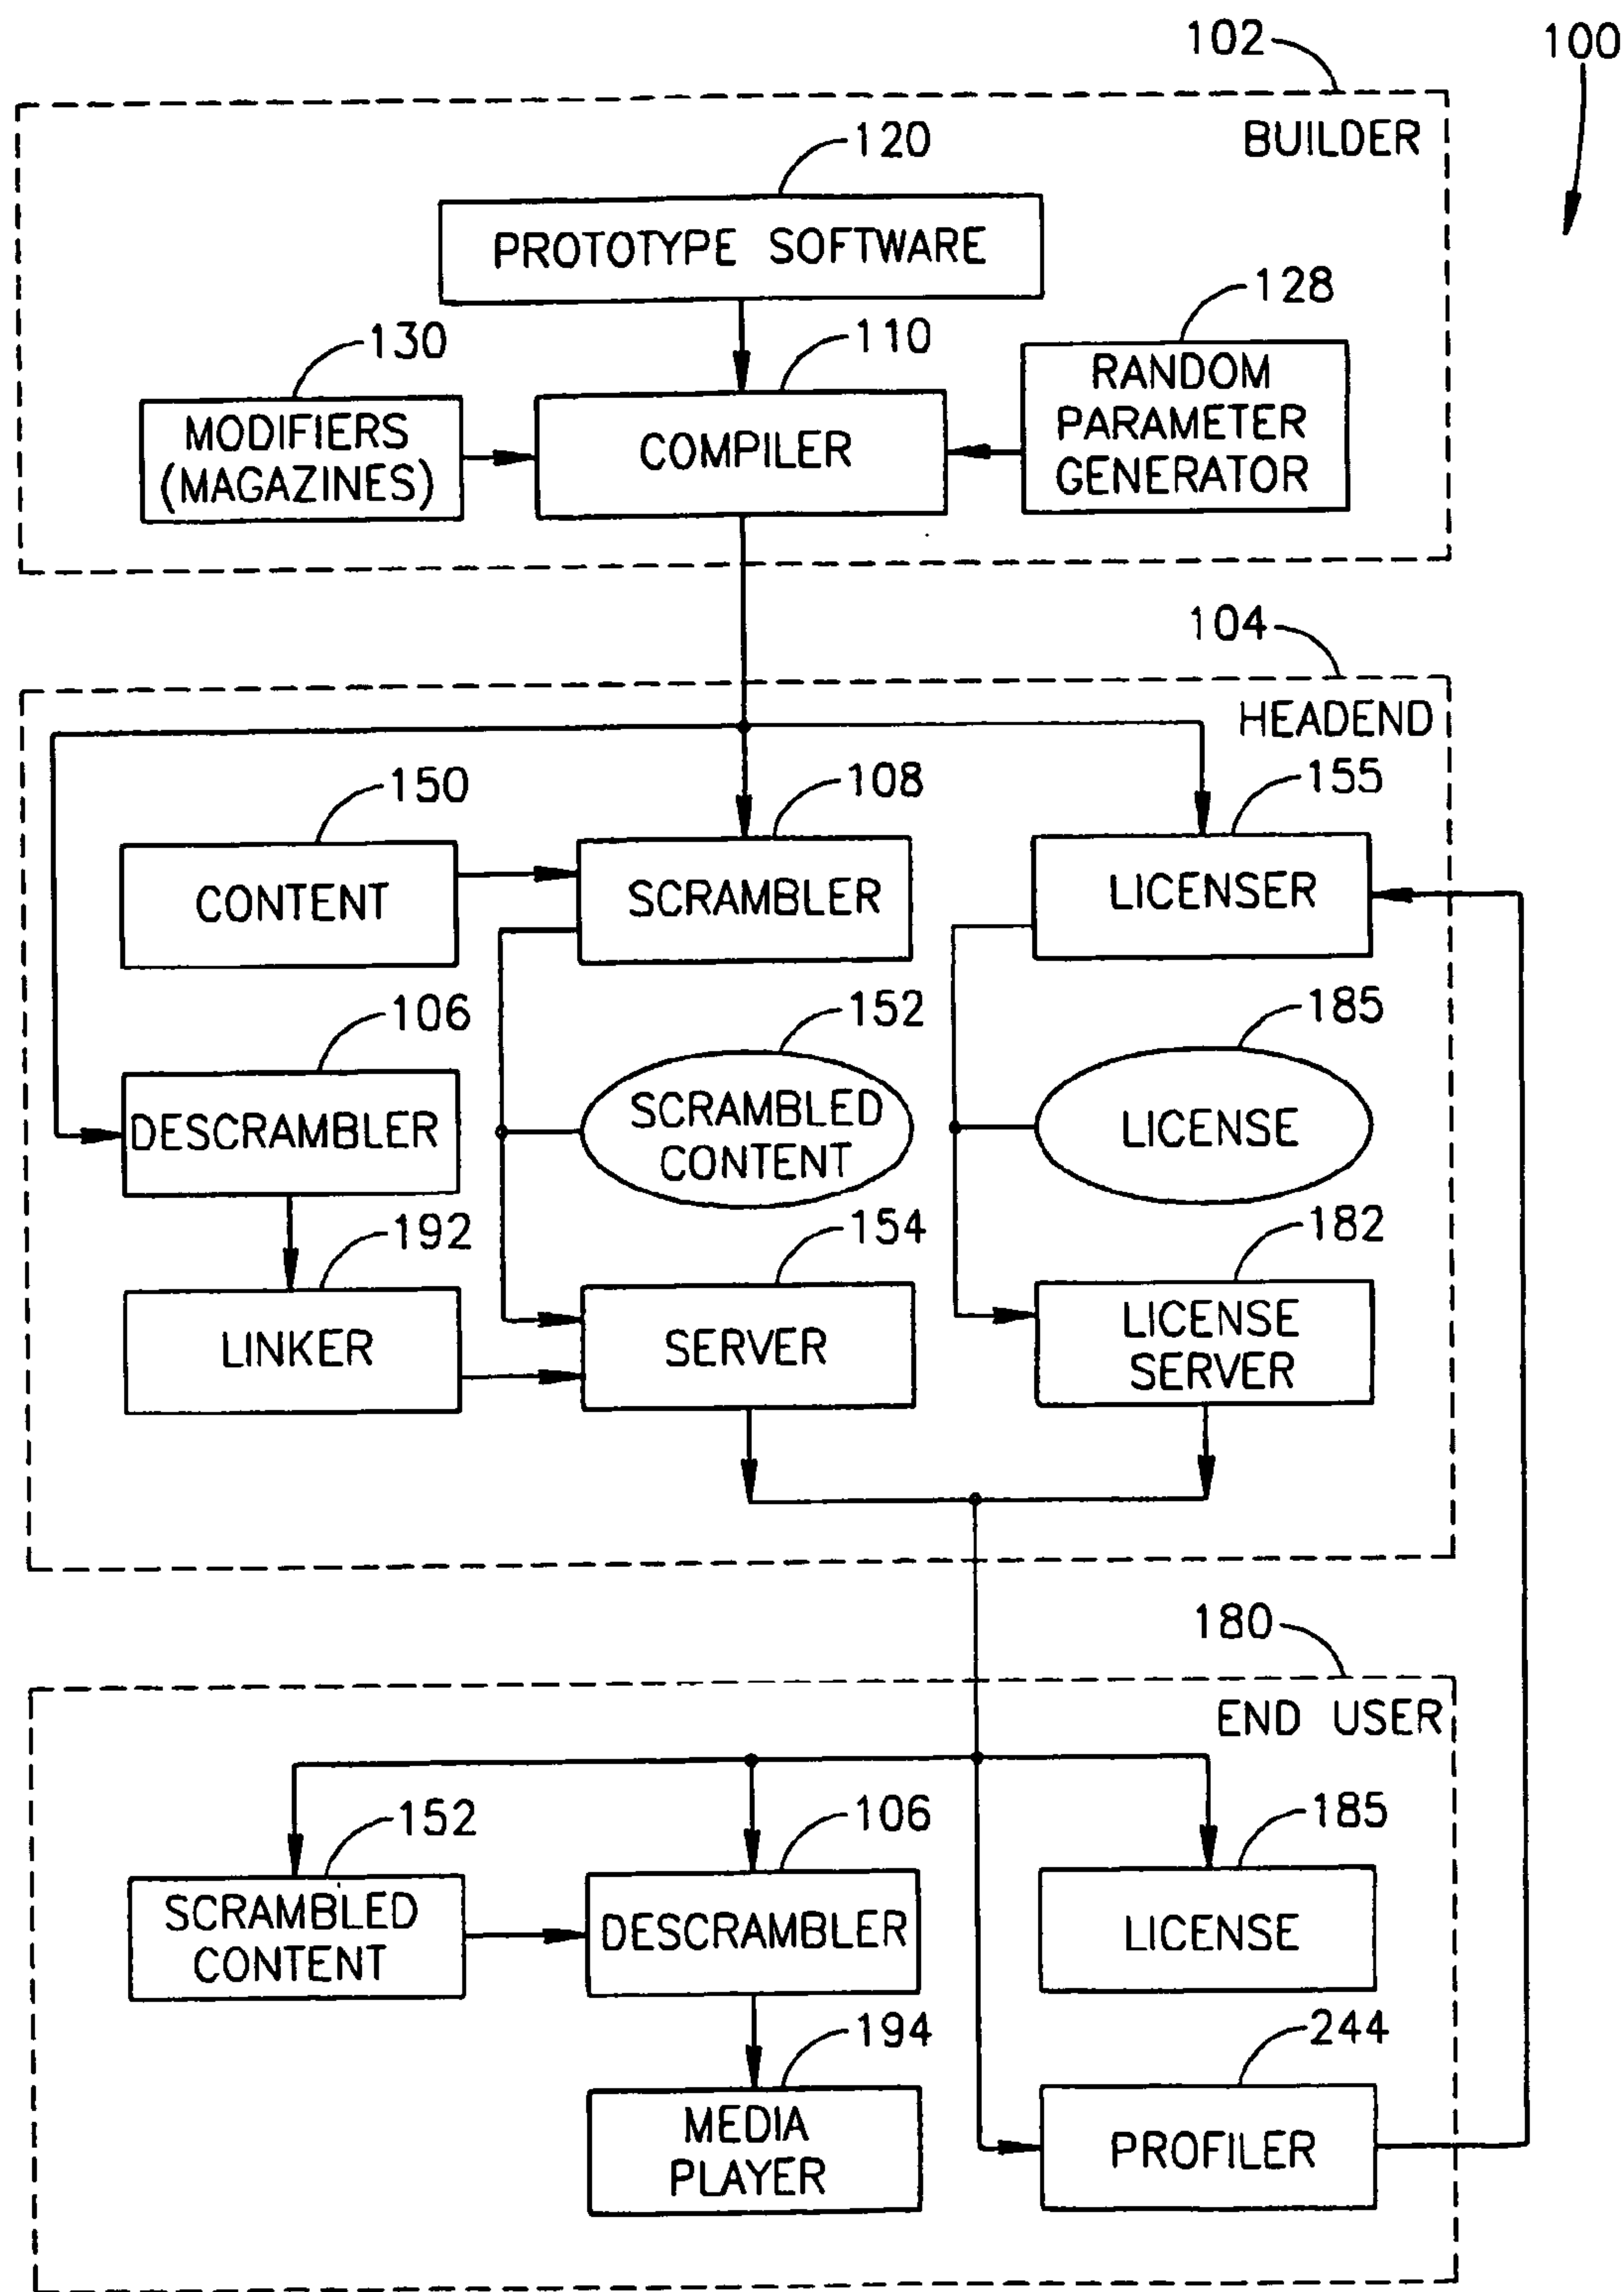 102
100
BUILDER
120
PROTOTYPE SOFTWARE
128
130
110
RANDOM
PARAMETER
GENERATOR
MODIFIERS
(MAGAZINES)
COMPILER
104
HEADEND
150
108
155
CONTENT
SCRAMBLER
LICENSER
106
152
185
DESCRAMBLER
SCRAMBLED
CONTENT
LICENSE
192
154
182
LINKER
SERVER
LICENSE
SERVER
180
END USER
152
106
185
SCRAMBLED
CONTENT
DESCRAMBLER
LICENSE
194
244
MEDIA
PLAYER
PROFILER